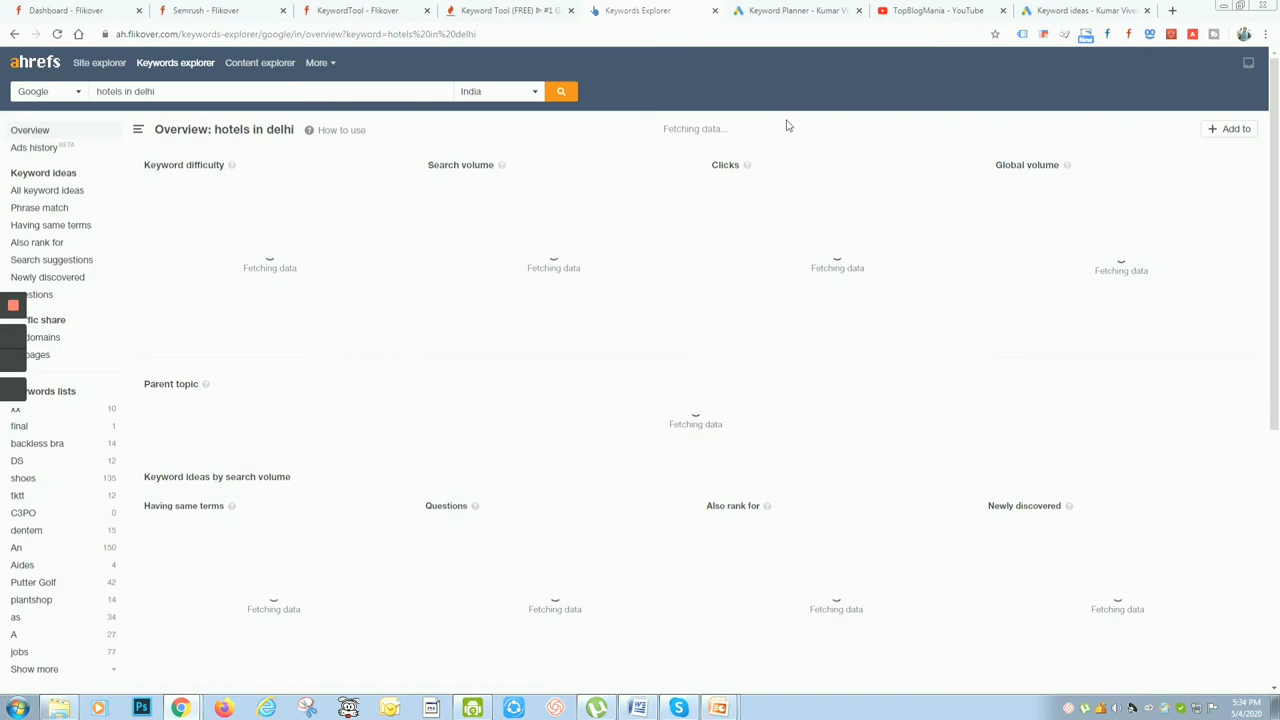 Dashboard - Flikover
Semrush - Flikover
KeywordTool - Flikover
Keyword Tool (FREE) ᐅ #1 G
Keywords Explorer
Keyword Planner - Kumar Vi
TopBlogMania - YouTube
Keyword ideas - Kumar Vive
ah.flikover.com/keywords-explorer/google/in/overview?keyword=hotels%20in%20delhi
New
ahrefs
Site explorer
Keywords explorer
Content explorer
More
Google
hotels in delhi
India
Overview
Ads history BETA
Keyword ideas
All keyword ideas
Phrase match
Having same terms
Also rank for
Search suggestions
Newly discovered
stions
fic share
domains
pages
words lists
xx 10
final 1
backless bra 14
DS 12
shoes 135
tktt 12
C3PO 0
dentem 15
An 150
Aides 4
Putter Golf 42
plantshop 14
as 34
A 27
jobs 77
Show more
Overview: hotels in delhi
How to use
Fetching data...
+ Add to
Keyword difficulty
Search volume
Clicks
Global volume
Fetching data
Fetching data
Fetching data
Fetching data
Parent topic
Fetching data
Keyword ideas by search volume
Having same terms
Questions
Also rank for
Newly discovered
Fetching data
Fetching data
Fetching data
Fetching data
Ps
5:34 PM
5/4/2020